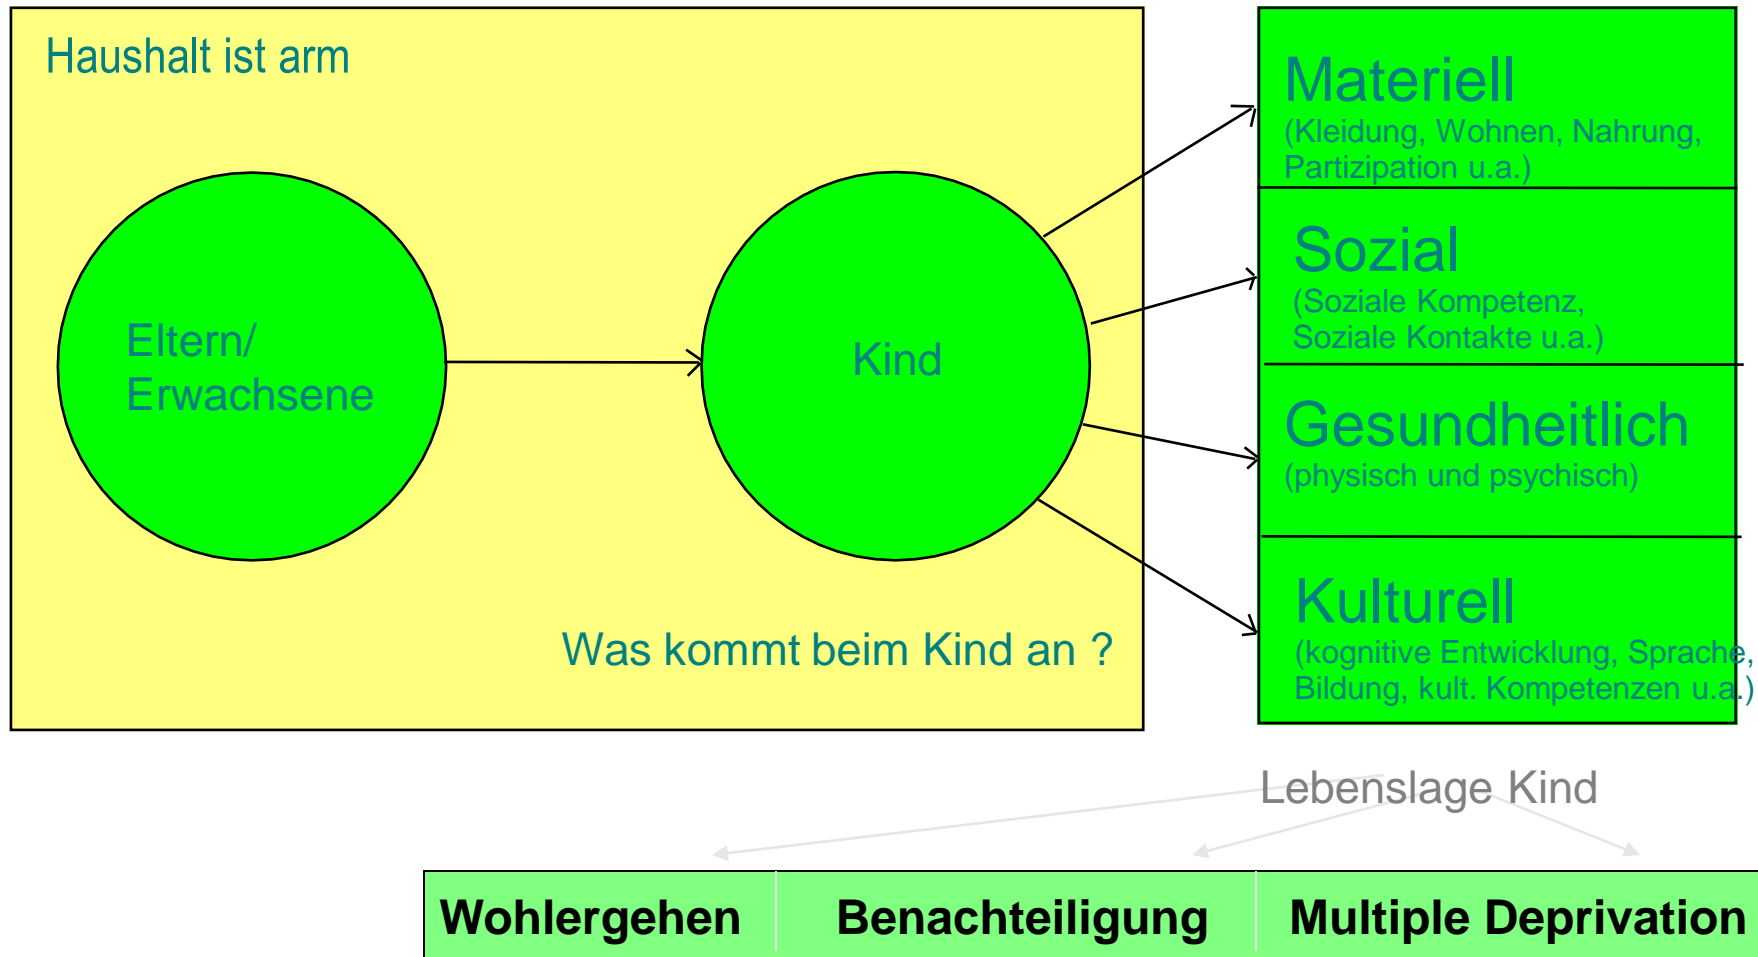 Haushalt ist arm
Eltern/
Erwachsene
Kind
Was kommt beim Kind an ?
Materiell
(Kleidung, Wohnen, Nahrung,
Partizipation u.a.)
Sozial
(Soziale Kompetenz,
Soziale Kontakte u.a.)
Gesundheitlich
(physisch und psychisch)
Kulturell
(kognitive Entwicklung, Sprache,
Bildung, kult. Kompetenzen u.a.)
Lebenslage Kind
Wohlergehen
Benachteiligung
Multiple Deprivation